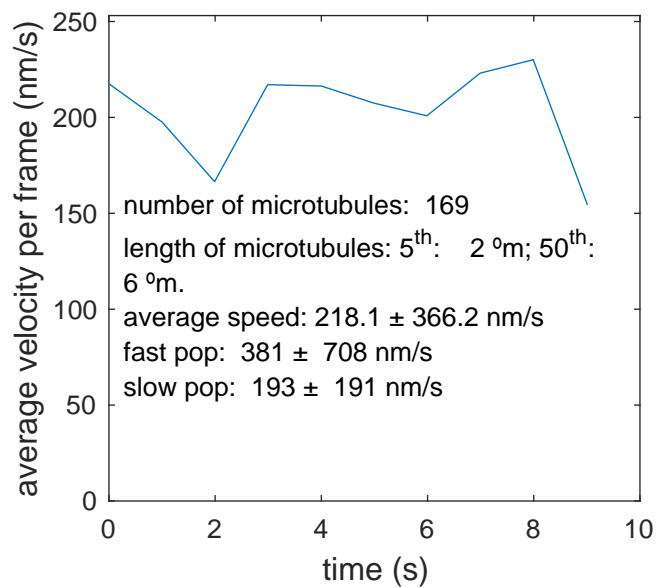 250
200
150
100
50
0
average velocity per frame (nm/s)
number of microtubules: 169
length of microtubules: 5th: 2 ºm; 50th:
6 ºm.
average speed: 218.1 ± 366.2 nm/s
fast pop: 381 ± 708 nm/s
slow pop: 193 ± 191 nm/s
0 2 4 6 8 10
time (s)